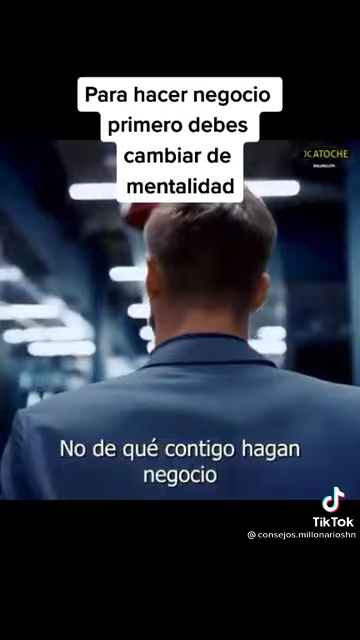 Para hacer negocio
primero debes
cambiar de
mentalidad
CATOCHE
No de qué contigo hagan
negocio
TikTok
@consejos.millonarioshn